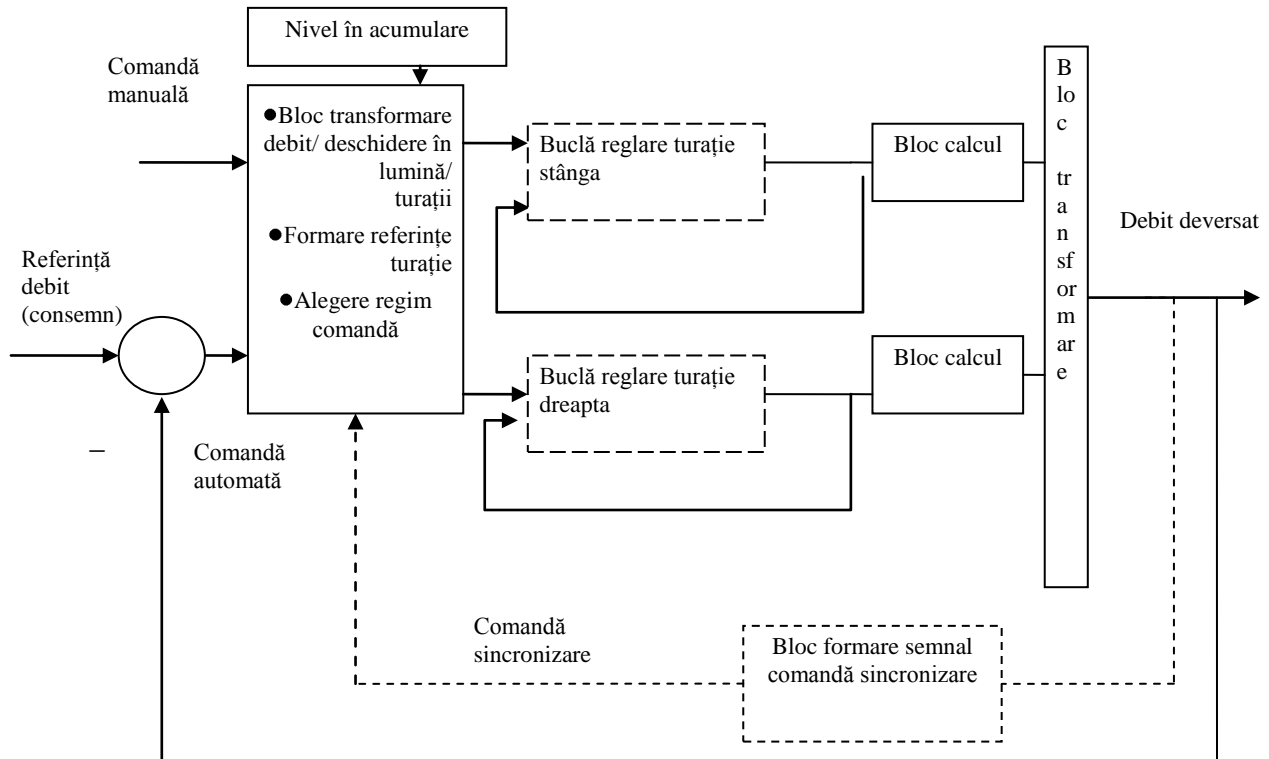 Nivel în acumulare
Comandă
manuală
●Bloc transformare
debit/ deschidere în
lumină/
turații
●Formare referințe
turație
●Alegere regim
comandă
Buclă reglare turație
stânga
Bloc calcul
B
lo
c
tr
a
n
sf
or
m
ar
e
Debit deversat
Referință
debit
(consemn)
Buclă reglare turație
dreapta
Bloc calcul
–
Comandă
automată
Comandă
sincronizare
Bloc formare semnal
comandă sincronizare